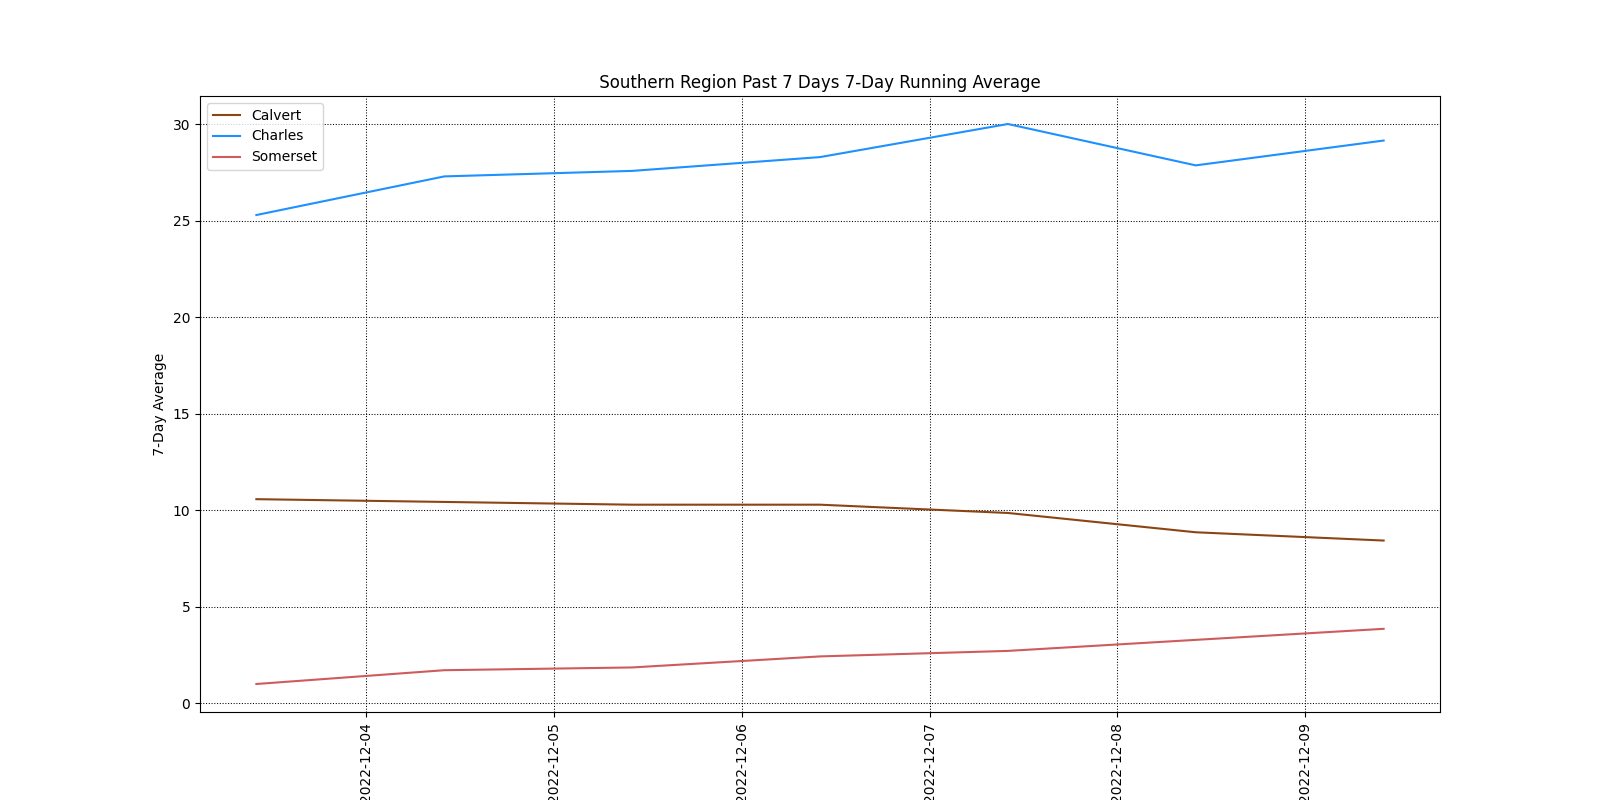 Southern Region Past 7 Days 7-Day Running Average
Calvert
Charles
Somerset
7-Day Average
30
25
20
15
10
5
0
2022-12-04
2022-12-05
2022-12-06
2022-12-07
2022-12-08
2022-12-09